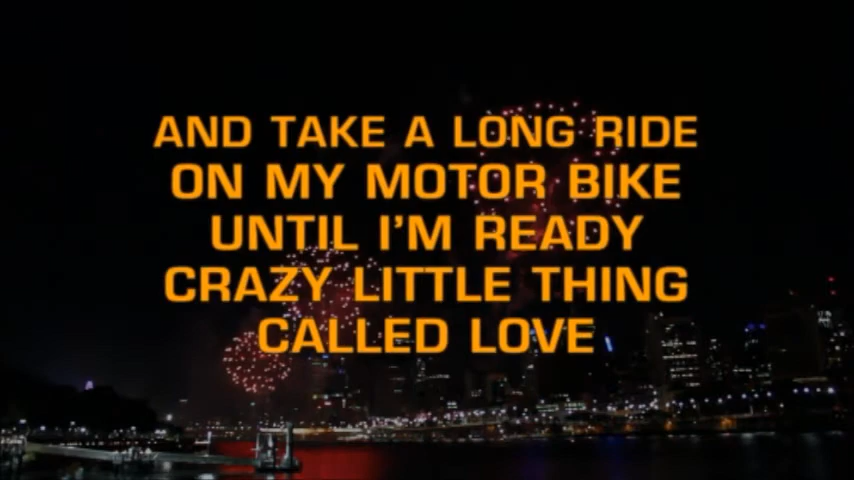 AND TAKE A LONG RIDE
ON MY MOTOR BIKE
UNTIL I'M READY
CRAZY LITTLE THING
CALLED LOVE